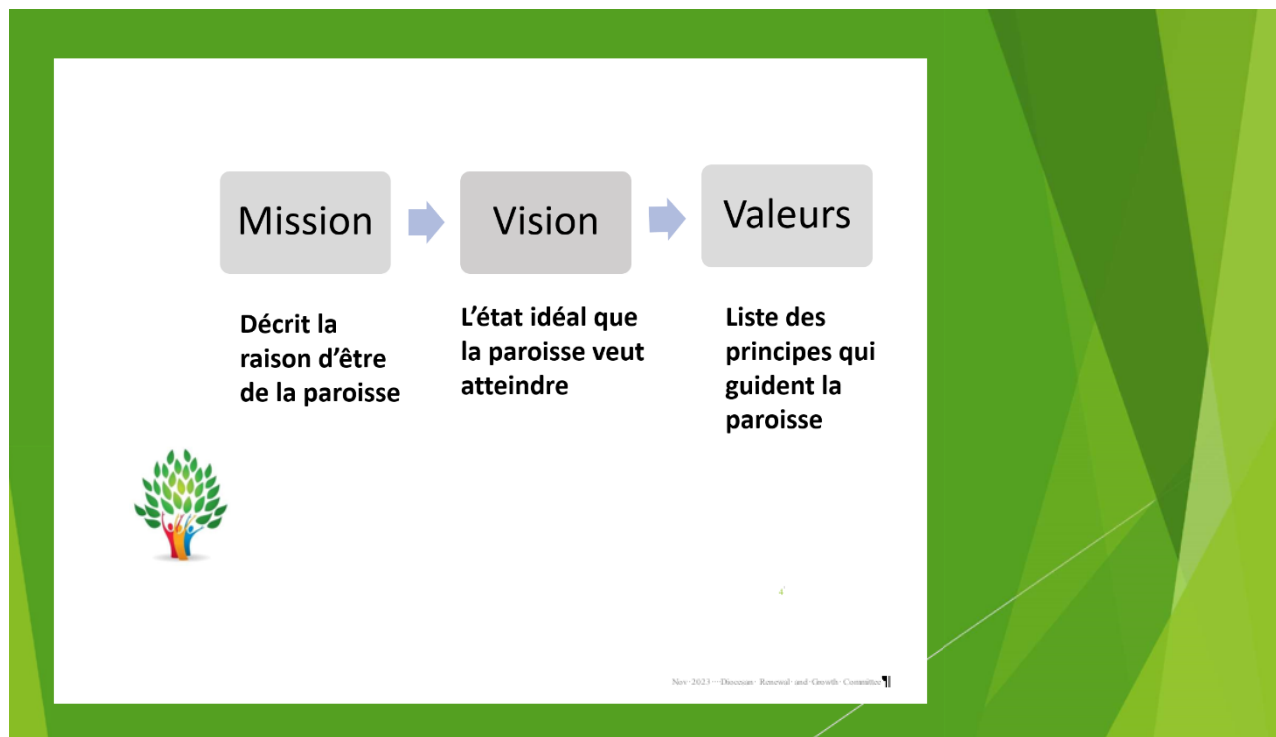 Mission
Vision
Valeurs
Décrit la
raison d’être
de la paroisse
L’état idéal que
la paroisse veut
atteindre
Liste des
principes qui
guident la
paroisse
4
Nov·2023·—Diocesan· Renewal· and·Growth· Committee¶